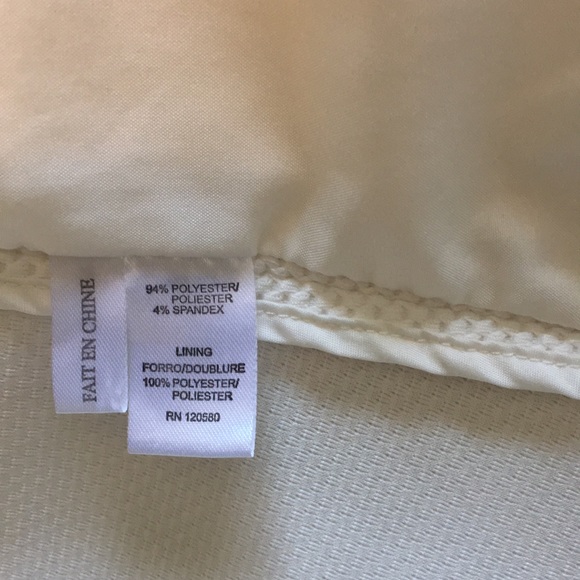 FAIT EN CHINE
94% POLYESTER/
POLIESTER
4% SPANDEX
LINING
FORRO/DOUBLURE
100% POLYESTER/
POLIESTER
RN 120580